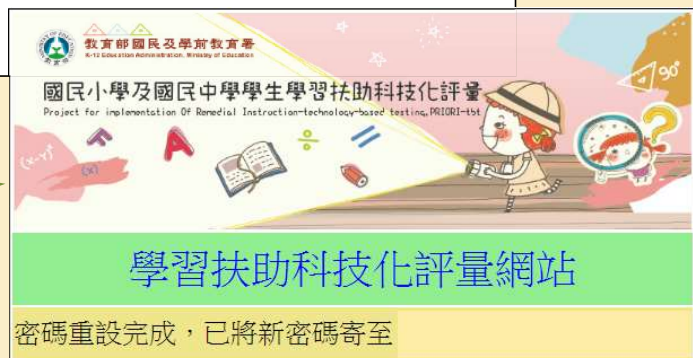 教育部國民及學前教育署
K-12 Education Administration, Ministry of Education
國民小學及國民中學學生學習扶助科技化評量
Project for implementation Of Remedial Instruction-technology-based testing,PRIORI-tbt
90°
(x-y)²
(x)
F
A
÷
=
?
學習扶助科技化評量網站
密碼重設完成，已將新密碼寄至